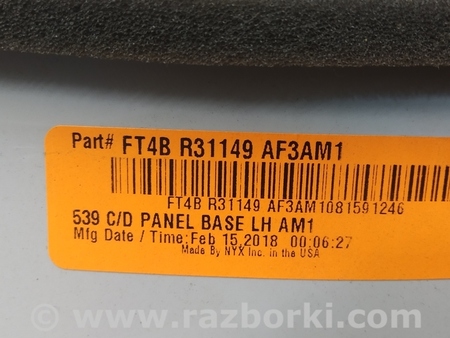 Part# FT4B R31149 AF3AM1
FT4B R31149 AF3AM1081591246
539 C/D PANEL BASE LH AM1
Mfg Date / Time:Feb 15,2018 00:06:27
Made By NYX Inc. in the USA
www.razborki.com